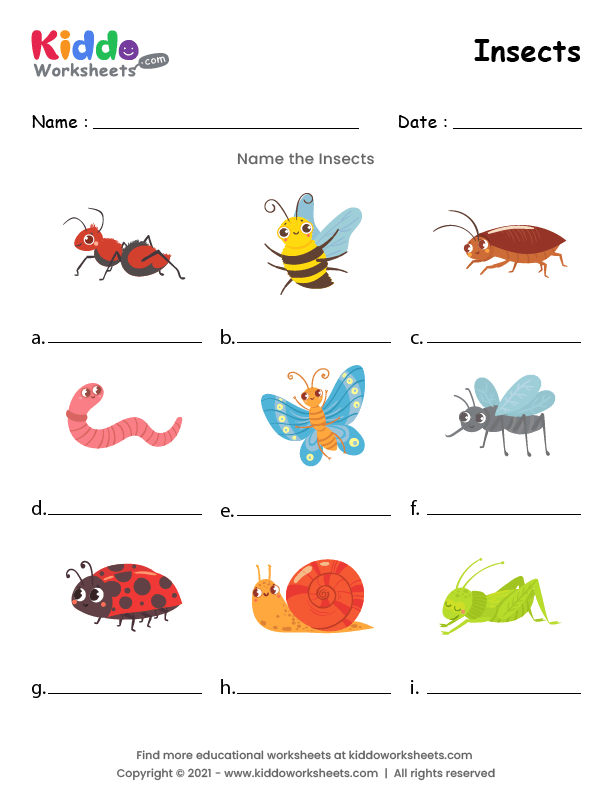 Kiddo
Worksheets.com
Insects
Name : Date :
Name the Insects
a. b. c.
d. e. f.
g. h. i.
Find more educational worksheets at kiddoworksheets.com
Copyright © 2021 - www.kiddoworksheets.com | All rights reserved